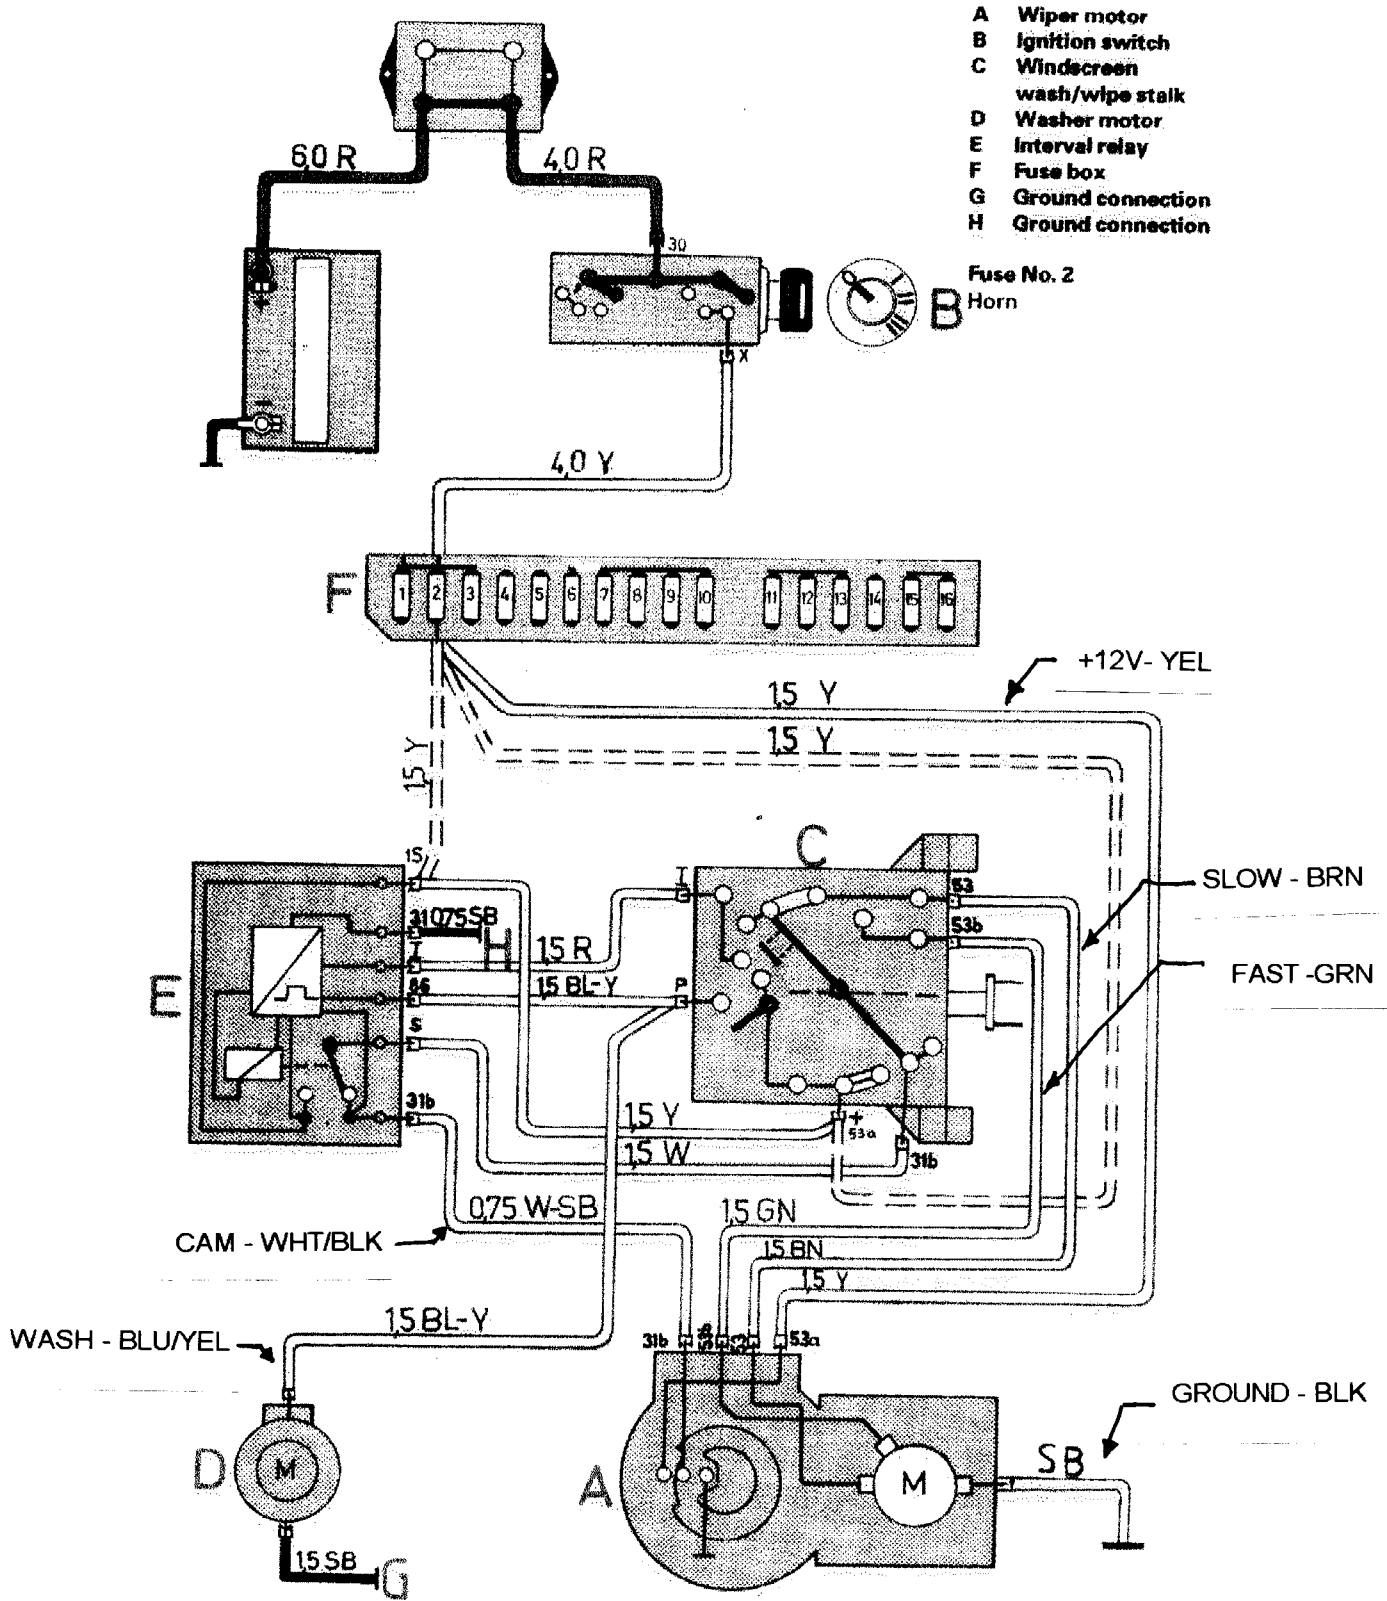 A Wiper motor
B Ignition switch
C Windscreen
wash/wipe stalk
D Washer motor
E Interval relay
F Fuse box
G Ground connection
H Ground connection
Fuse No. 2
Horn
6,0 R
4,0 R
30
B
+
-
X
4,0 Y
F
1 2 3 4 5 6 7 8 9 10 11 12 13 14 15 16
+12V- YEL
1,5 Y
1,5 Y
1,5 Y
C
15
I
53
SLOW - BRN
31 0,75 SB
53b
H
I
1,5 R
FAST -GRN
E
86
1,5 BL-Y
P
S
31b
1,5 Y
+
53a
1,5 W
31b
0,75 W-SB
1,5 GN
CAM - WHT/BLK
1,5 BN
1,5 Y
1,5 BL-Y
WASH - BLU/YEL
31b
53b
53
53a
GROUND - BLK
SB
D
M
A
M
1,5 SB
G